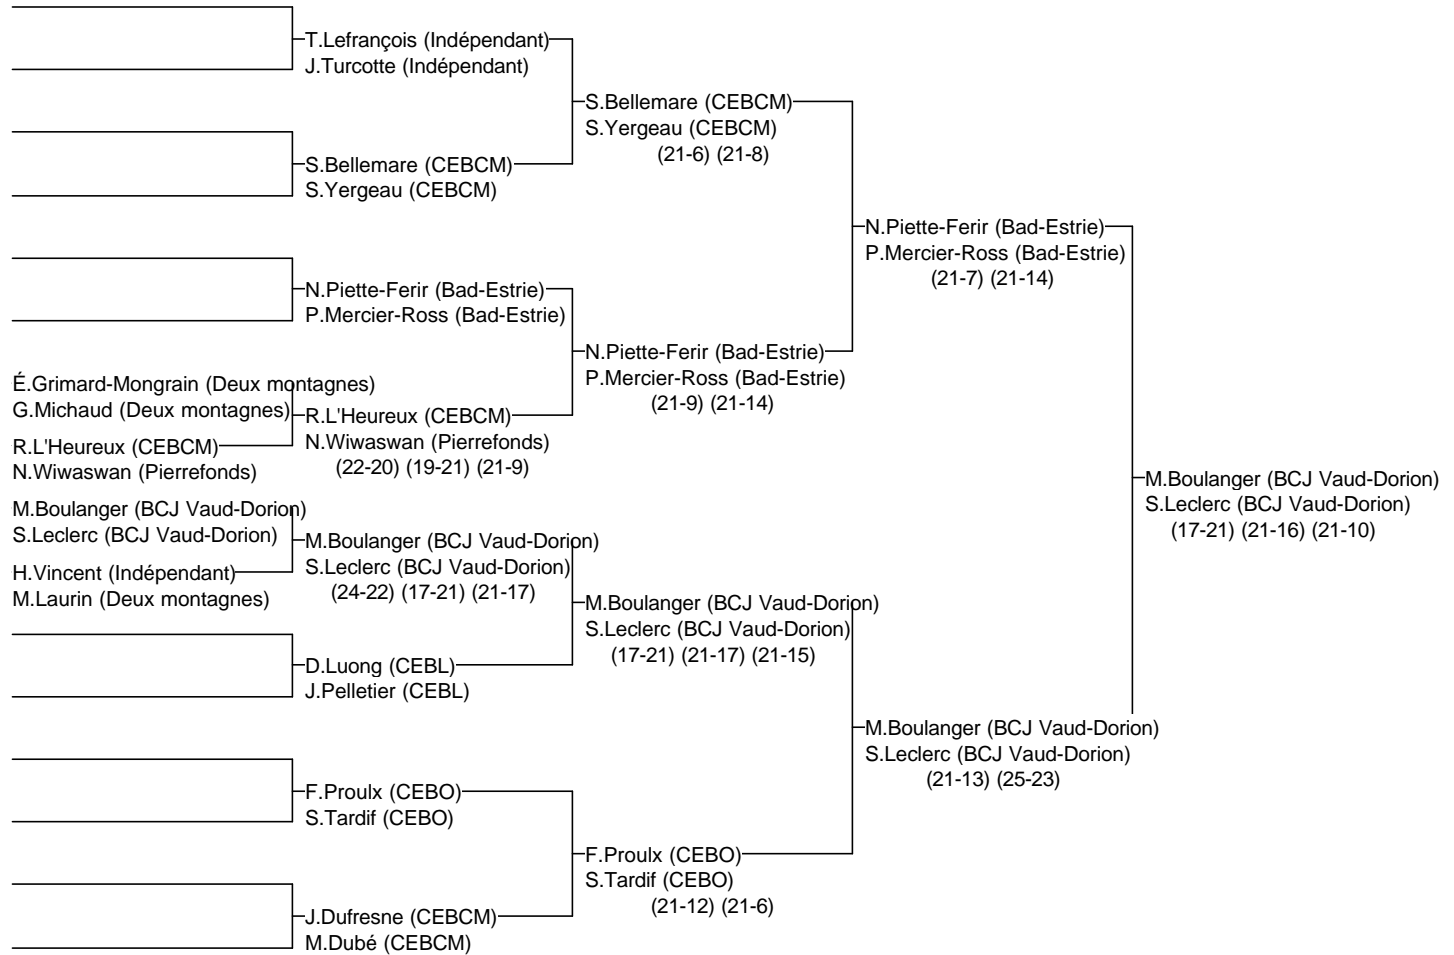 T.Lefrançois (Indépendant)
J.Turcotte (Indépendant)
S.Bellemare (CEBCM)
S.Yergeau (CEBCM)
(21-6) (21-8)
S.Bellemare (CEBCM)
S.Yergeau (CEBCM)
N.Piette-Ferir (Bad-Estrie)
P.Mercier-Ross (Bad-Estrie)
(21-7) (21-14)
N.Piette-Ferir (Bad-Estrie)
P.Mercier-Ross (Bad-Estrie)
N.Piette-Ferir (Bad-Estrie)
P.Mercier-Ross (Bad-Estrie)
(21-9) (21-14)
É.Grimard-Mongrain (Deux montagnes)
G.Michaud (Deux montagnes)
R.L'Heureux (CEBCM)
N.Wiwaswan (Pierrefonds)
(22-20) (19-21) (21-9)
R.L'Heureux (CEBCM)
N.Wiwaswan (Pierrefonds)
M.Boulanger (BCJ Vaud-Dorion)
S.Leclerc (BCJ Vaud-Dorion)
(17-21) (21-16) (21-10)
M.Boulanger (BCJ Vaud-Dorion)
S.Leclerc (BCJ Vaud-Dorion)
M.Boulanger (BCJ Vaud-Dorion)
S.Leclerc (BCJ Vaud-Dorion)
(24-22) (17-21) (21-17)
H.Vincent (Indépendant)
M.Laurin (Deux montagnes)
M.Boulanger (BCJ Vaud-Dorion)
S.Leclerc (BCJ Vaud-Dorion)
(17-21) (21-17) (21-15)
D.Luong (CEBL)
J.Pelletier (CEBL)
M.Boulanger (BCJ Vaud-Dorion)
S.Leclerc (BCJ Vaud-Dorion)
(21-13) (25-23)
F.Proulx (CEBO)
S.Tardif (CEBO)
F.Proulx (CEBO)
S.Tardif (CEBO)
(21-12) (21-6)
J.Dufresne (CEBCM)
M.Dubé (CEBCM)